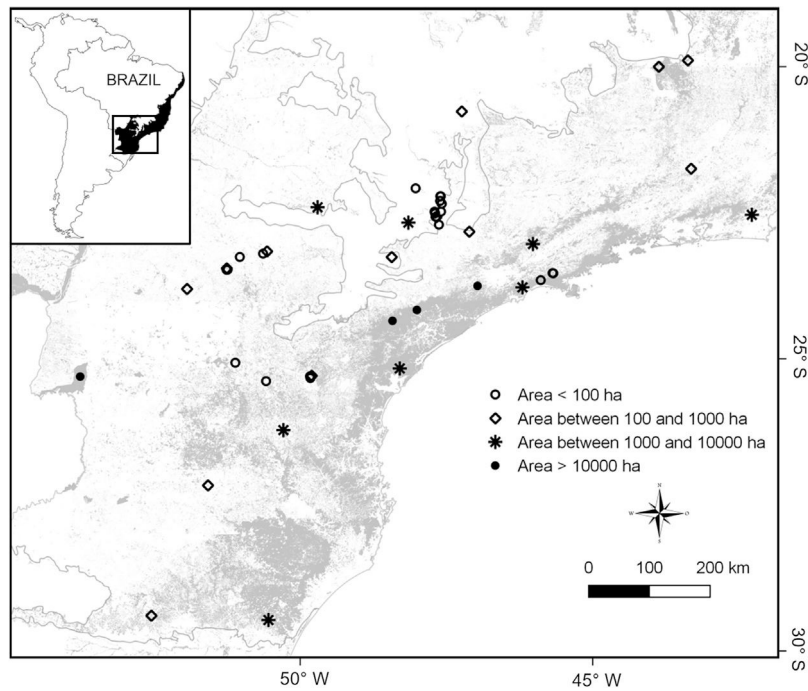 BRAZIL
20° S
25° S
30° S
Area < 100 ha
Area between 100 and 1000 ha
Area between 1000 and 10000 ha
Area > 10000 ha
N
W O
S
0 100 200 km
50° W 45° W